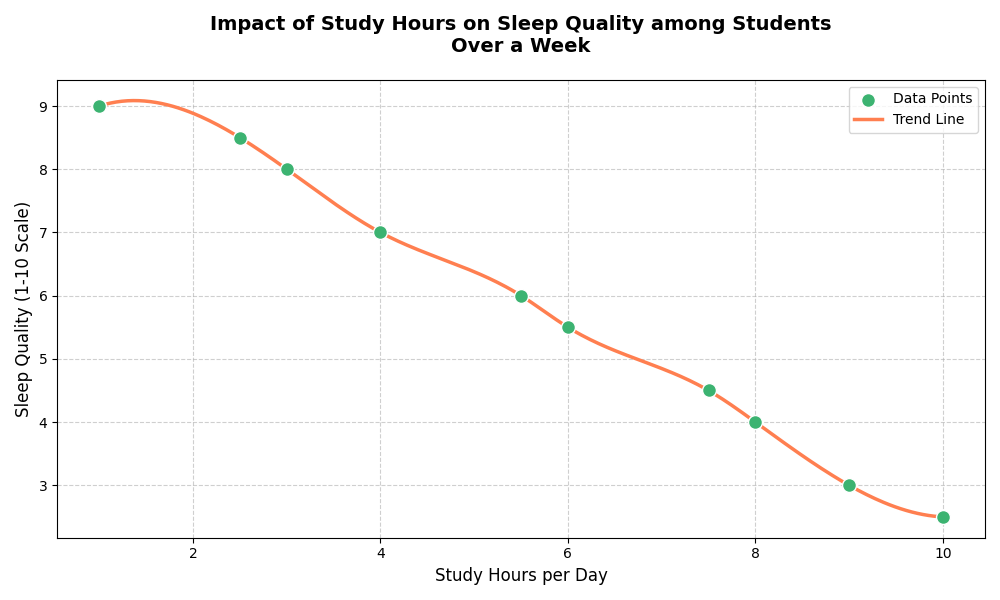 Impact of Study Hours on Sleep Quality among Students
Over a Week
Data Points
Trend Line
Sleep Quality (1-10 Scale)
9
8
7
6
5
4
3
2
4
6
8
10
Study Hours per Day